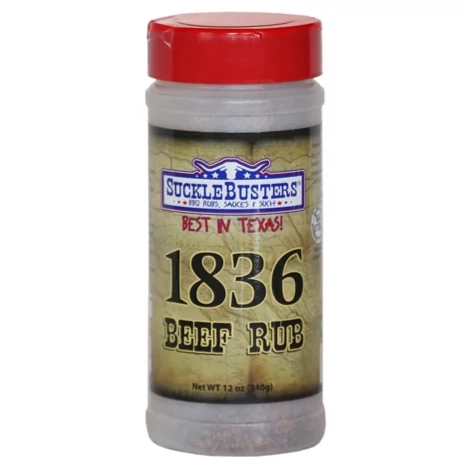 SUCKLEBUSTERS
BBQ RUBS, SAUCES & SUCH
BEST IN TEXAS!
1836
BEEF RUB
Net WT 12 oz (340g)